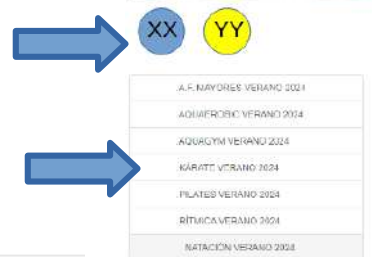 XX YY
A.F. MAYORES VERANO 2024
AQUAEROBIC VERANO 2024
AQUAGYM VERANO 2024
KÁRATE VERANO 2024
PILATES VERANO 2024
RÍTMICA VERANO 2024
NATACIÓN VERANO 2024